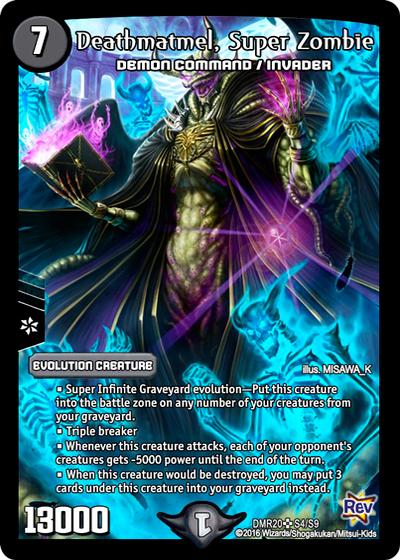 7
Deathmatmel, Super Zombie
DEMON COMMAND / INVADER
EVOLUTION CREATURE
illus. MISAWA_K
▪ Super Infinite Graveyard evolution—Put this creature
into the battle zone on any number of your creatures from
your graveyard.
▪ Triple breaker
▪ Whenever this creature attacks, each of your opponent's
creatures gets -5000 power until the end of the turn.
▪ When this creature would be destroyed, you may put 3
cards under this creature into your graveyard instead.
Rev
13000
DMR20 S4/S9
©2016 Wizards/Shogakukan/Mitsui-Kids